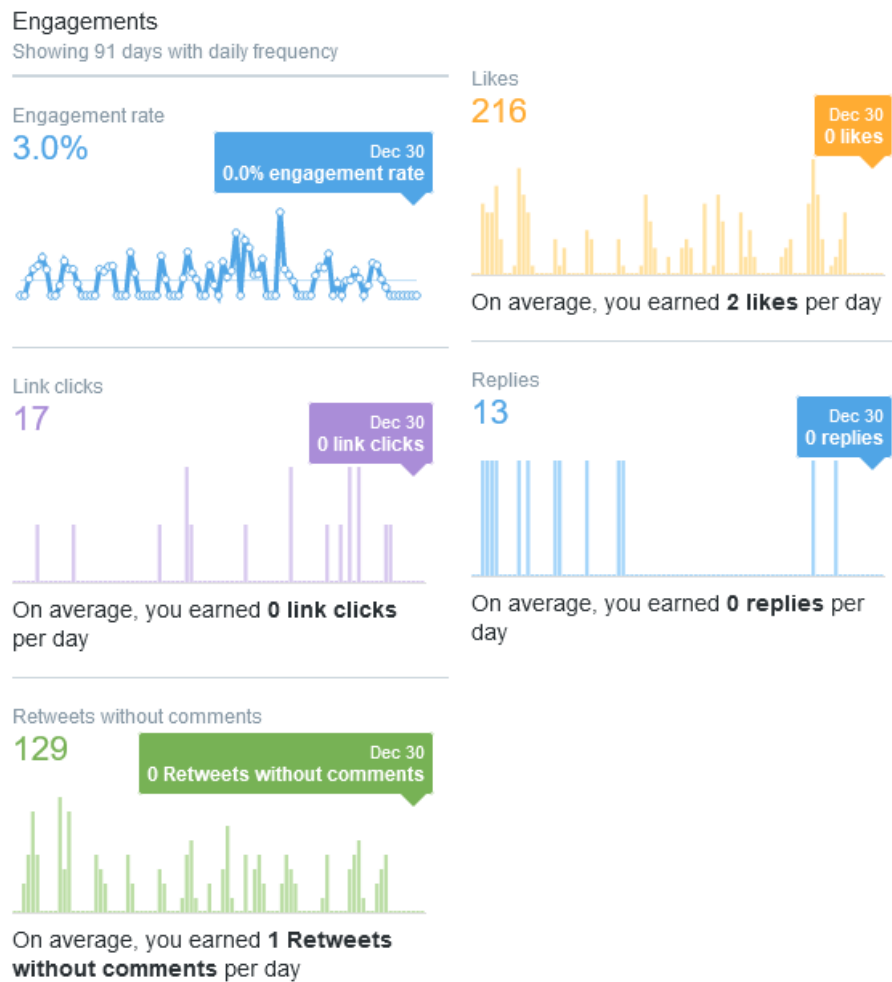 Engagements
Showing 91 days with daily frequency
Engagement rate
3.0%
Dec 30
0.0% engagement rate
Link clicks
17
Dec 30
0 link clicks
On average, you earned 0 link clicks
per day
Retweets without comments
129
Dec 30
0 Retweets without comments
On average, you earned 1 Retweets
without comments per day
Likes
216
Dec 30
0 likes
On average, you earned 2 likes per day
Replies
13
Dec 30
0 replies
On average, you earned 0 replies per
day